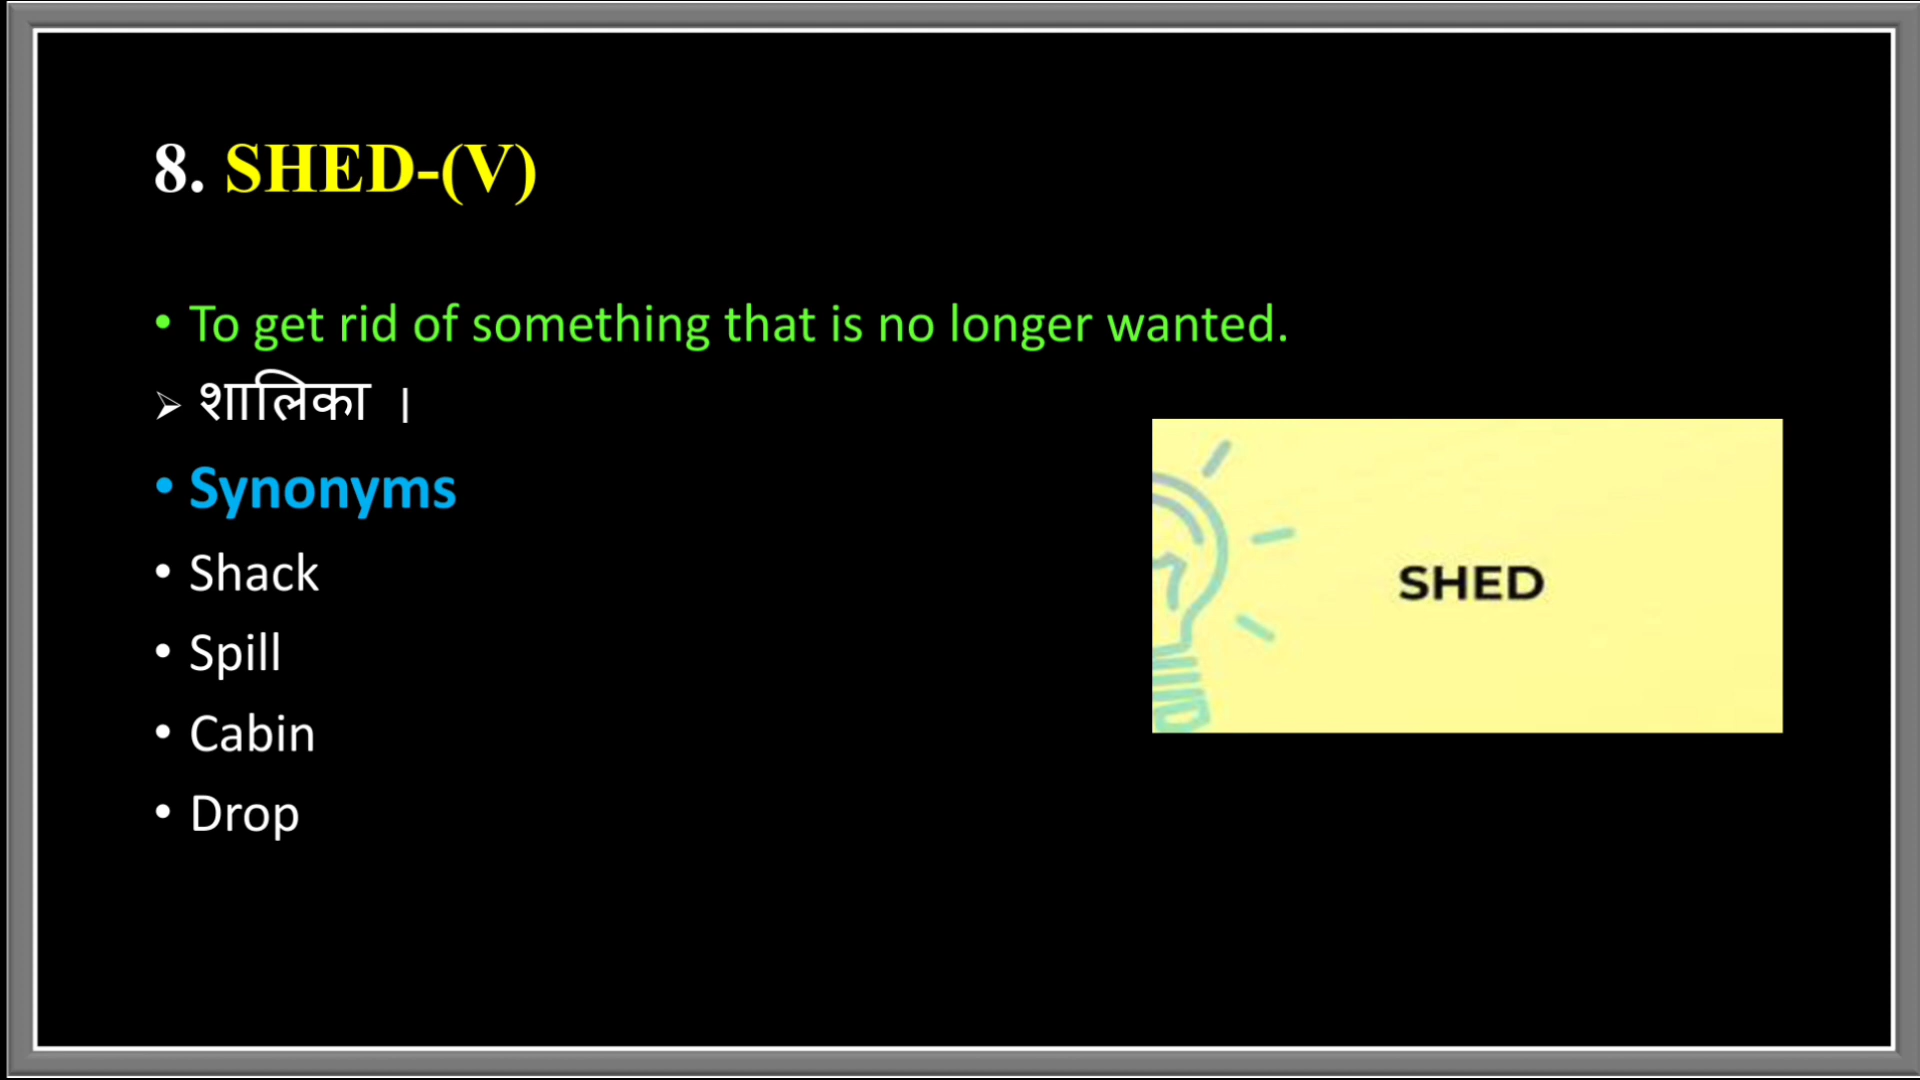 8. SHED-(V)
• To get rid of something that is no longer wanted.
➢ शालिका ।
• Synonyms
• Shack
• Spill
• Cabin
• Drop
SHED